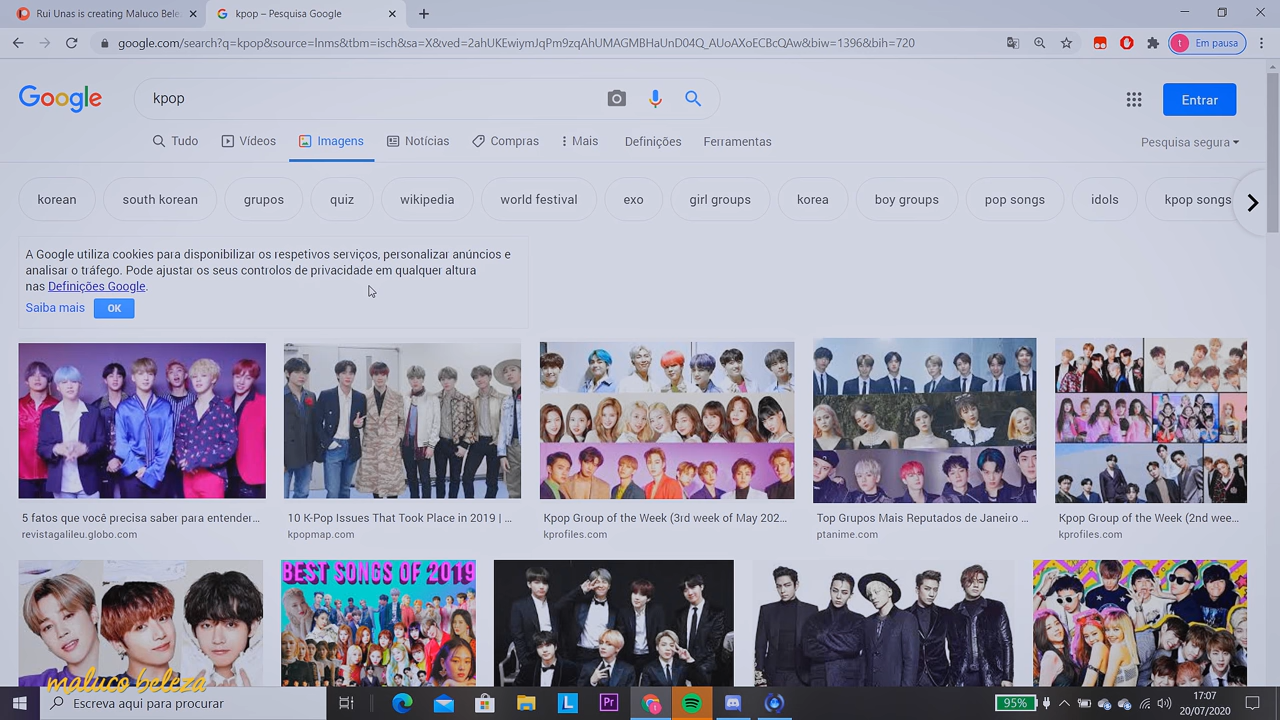 Rui Unas is creating Maluco Bele
kpop – Pesquisa Google
google.com/search?q=kpop&source=lnms&tbm=isch&sa=X&ved=2ahUKEwiymJqPm9zqAhUMAGMBHaUnD04Q_AUoAXoECBcQAw&biw=1396&bih=720
t Em pausa
Google
kpop
Entrar
Tudo
Vídeos
Imagens
Notícias
Compras
Mais
Definições
Ferramentas
Pesquisa segura
korean
south korean
grupos
quiz
wikipedia
world festival
exo
girl groups
korea
boy groups
pop songs
idols
kpop songs
A Google utiliza cookies para disponibilizar os respetivos serviços, personalizar anúncios e
analisar o tráfego. Pode ajustar os seus controlos de privacidade em qualquer altura
nas Definições Google.
Saiba mais OK
5 fatos que você precisa saber para entender...
revistagalileu.globo.com
10 K-Pop Issues That Took Place in 2019 | ...
kpopmap.com
Kpop Group of the Week (3rd week of May 202...
kprofiles.com
Top Grupos Mais Reputados de Janeiro ...
ptanime.com
Kpop Group of the Week (2nd wee...
kprofiles.com
BEST SONGS OF 2019
maluco beleza
Escreva aqui para procurar
L
Pr
95%
17:07
20/07/2020